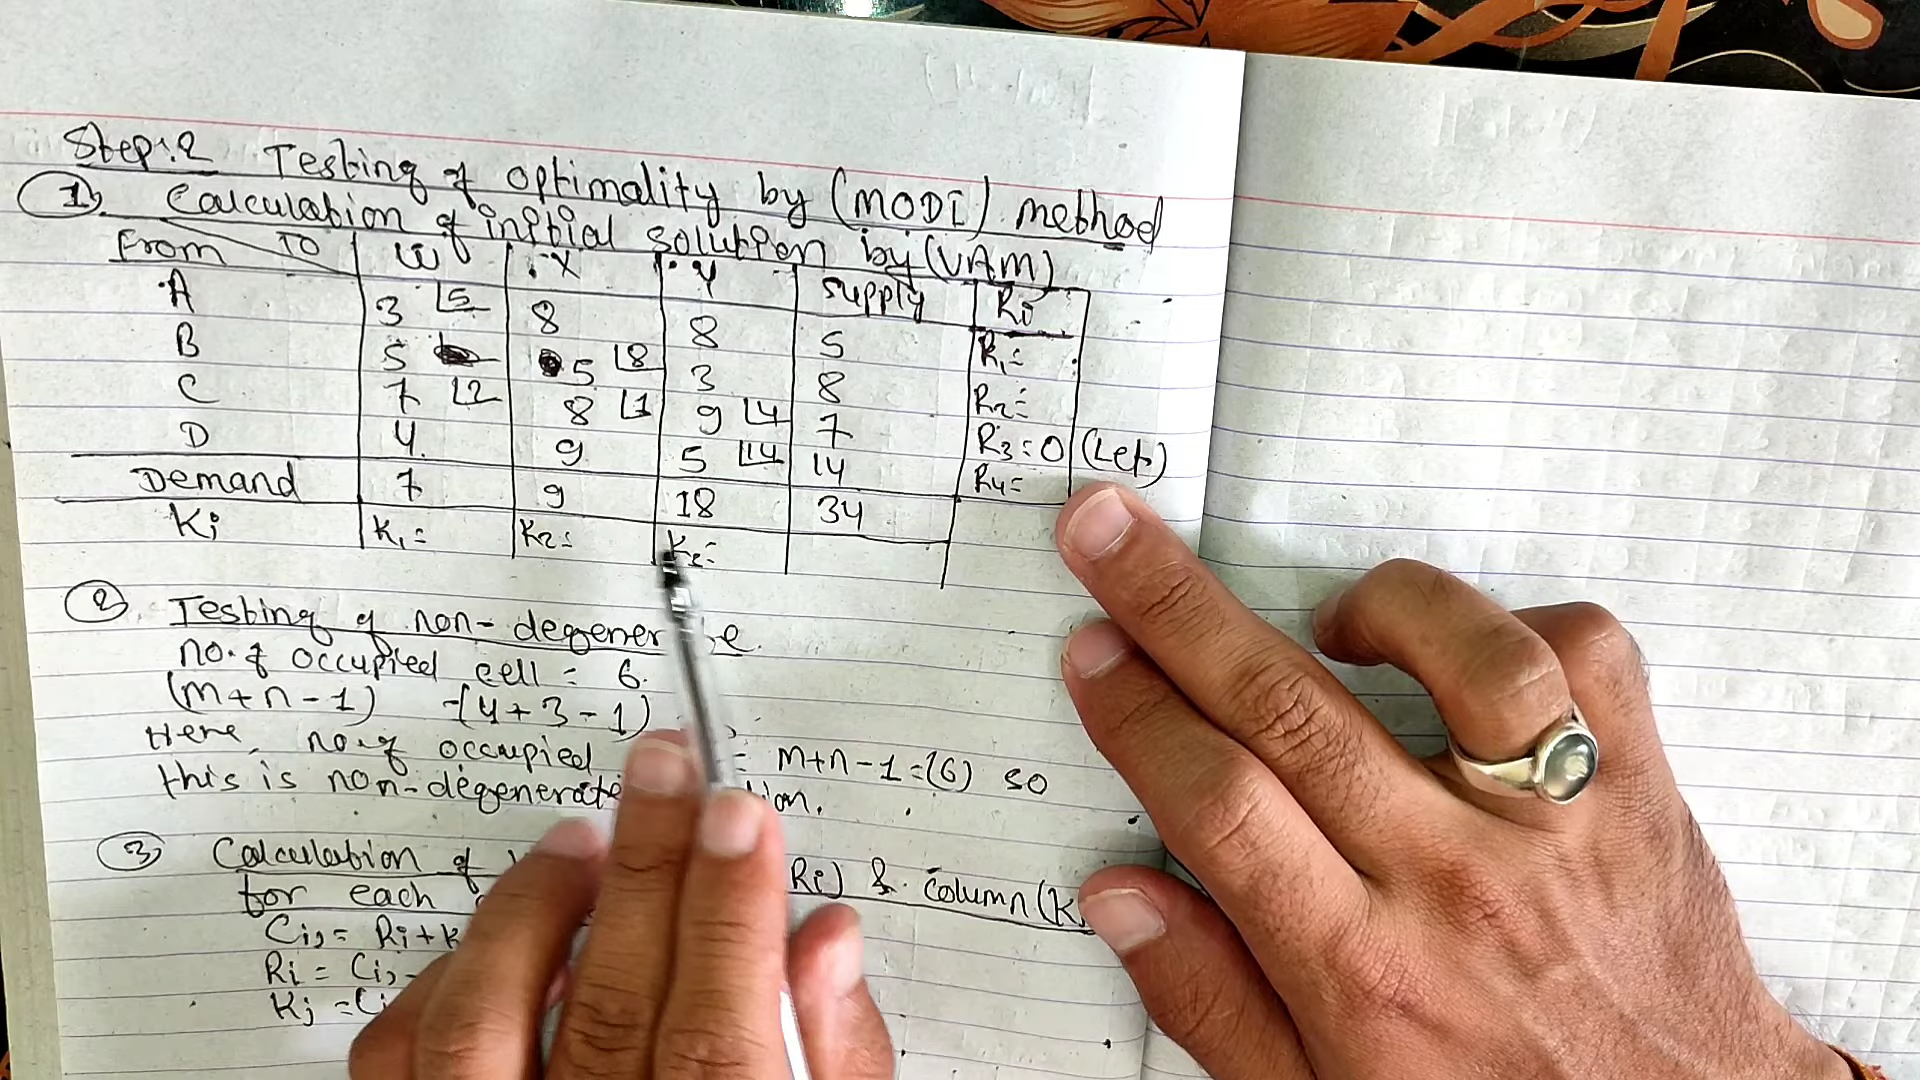 Step:2 Testing of optimality by (MODI) method
1) Calculation of initial solution by (VAM)
From TO W X Y Supply Ri
A 3 5 8 8 5 R1=
B 5 5 8 3 8 R2=
C 7 2 8 1 9 4 7 R3=0 (Let)
D 4 9 5 14 14 R4=
Demand 7 9 18 34
Kj K1= K2= K3=
2 Testing of non-
no. of occupied cell = 6.
(m+n-1) -(4+3-1)
Here, no. of occupied = m+n-1=(6) so
this is non-degenerate
3 Calculation of Ri) & column (K
for each
Cij = Ri+K
Ri = Cij-
Kj =Ci